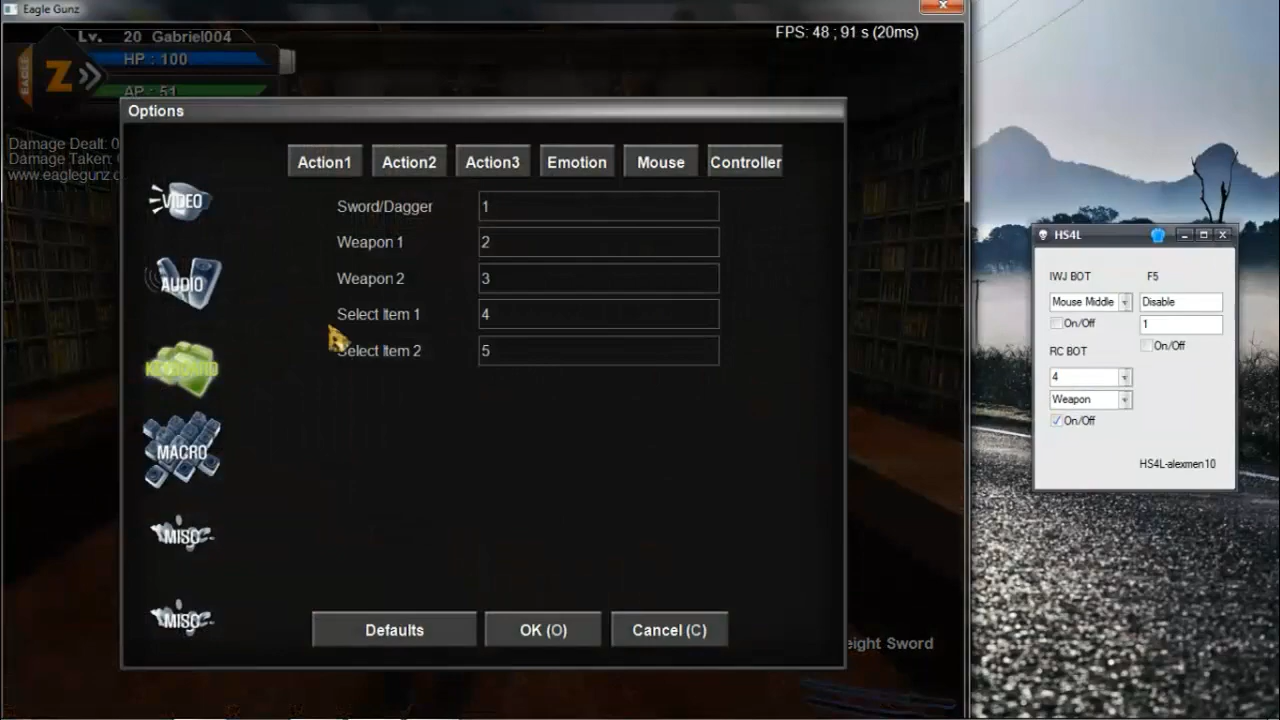 Eagle Gunz
FPS: 48 ; 91 s (20ms)
Lv. 20 Gabriel004
HP : 100
AP : 51
EAGLE
Z
Damage Dealt: 0
Damage Taken:
www.eaglegunz.c
Options
Action1 Action2 Action3 Emotion Mouse Controller
VIDEO
AUDIO
KEYBOARD
MACRO
MISC
MISC
Sword/Dagger 1
Weapon 1 2
Weapon 2 3
Select Item 1 4
Select Item 2 5
Defaults OK (O) Cancel (C)
eight Sword
HS4L
IWJ BOT F5
Mouse Middle Disable
On/Off 1
RC BOT On/Off
4
Weapon
On/Off
HS4L-alexmen10